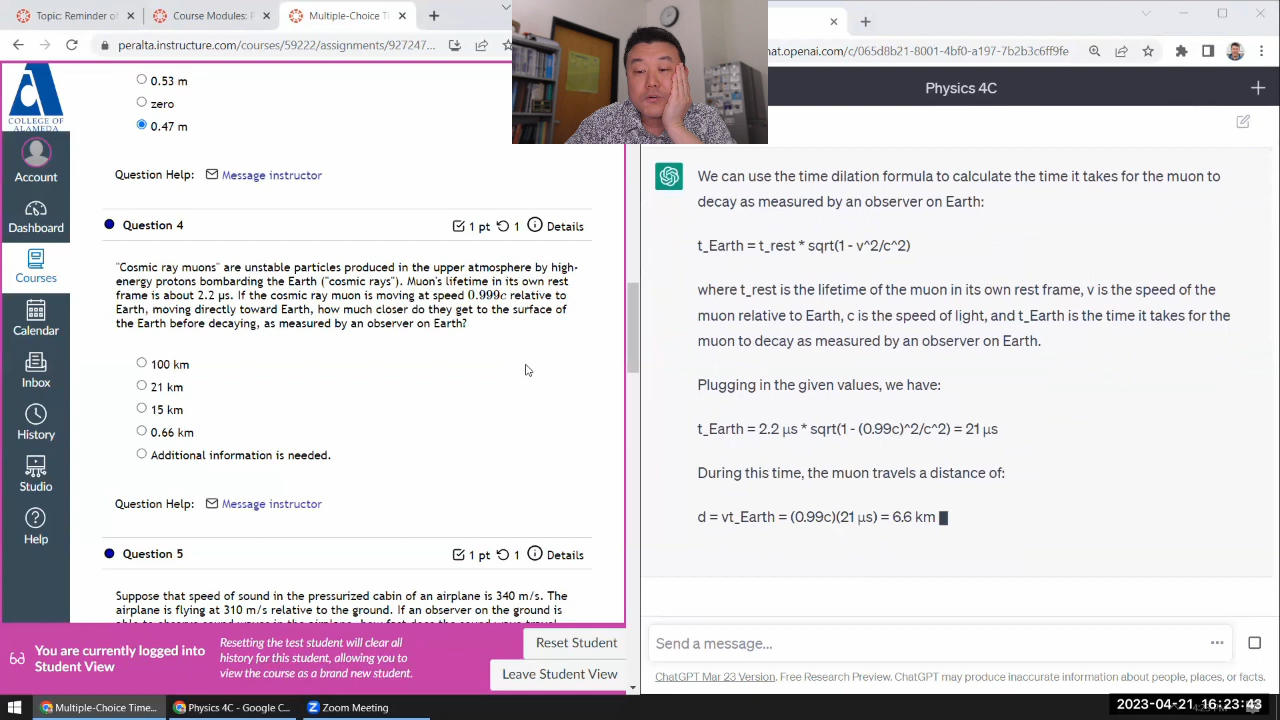 Topic: Relativistic Kin
Course Modules: P
Multiple-Choice Ti
peralta.instructure.com/courses/59222/assignments/927247...
hat.openai.com/c/065d8b21-8001-4bf0-a197-7b2b3c6ff9fe
COLLEGE OF
ALAMEDA
Account
Dashboard
Courses
Calendar
Inbox
History
Studio
Help
0.53 m
zero
0.47 m
Question Help: Message instructor
Question 4
1 pt 1 Details
"Cosmic ray muons" are unstable particles produced in the upper atmosphere by high-
energy protons bombarding the Earth ("cosmic rays"). Muon's lifetime in its own rest
frame is about 2.2 μs. If the cosmic ray muon is moving at speed 0.999c relative to
Earth, moving directly toward Earth, how much closer do they get to the surface of
the Earth before decaying, as measured by an observer on Earth?
100 km
21 km
15 km
0.66 km
Additional information is needed.
Question Help: Message instructor
Question 5
1 pt 1 Details
Suppose that speed of sound in the pressurized cabin of an airplane is 340 m/s. The
airplane is flying at 310 m/s relative to the ground. If an observer on the ground is
You are currently logged into
Student View
Resetting the test student will clear all
history for this student, allowing you to
view the course as a brand new student.
Reset Student
Leave Student View
Physics 4C
We can use the time dilation formula to calculate the time it takes for the muon to
decay as measured by an observer on Earth:
t_Earth = t_rest * sqrt(1 - v^2/c^2)
where t_rest is the lifetime of the muon in its own rest frame, v is the speed of the
muon relative to Earth, c is the speed of light, and t_Earth is the time it takes for the
muon to decay as measured by an observer on Earth.
Plugging in the given values, we have:
t_Earth = 2.2 μs * sqrt(1 - (0.99c)^2/c^2) = 21 μs
During this time, the muon travels a distance of:
d = vt_Earth = (0.99c)(21 μs) = 6.6 km
Send a message...
ChatGPT Mar 23 Version. Free Research Preview. ChatGPT may produce inaccurate information about people, places, or facts.
Multiple-Choice Time...
Physics 4C - Google C...
Zoom Meeting
2023-04-21 16:23:43